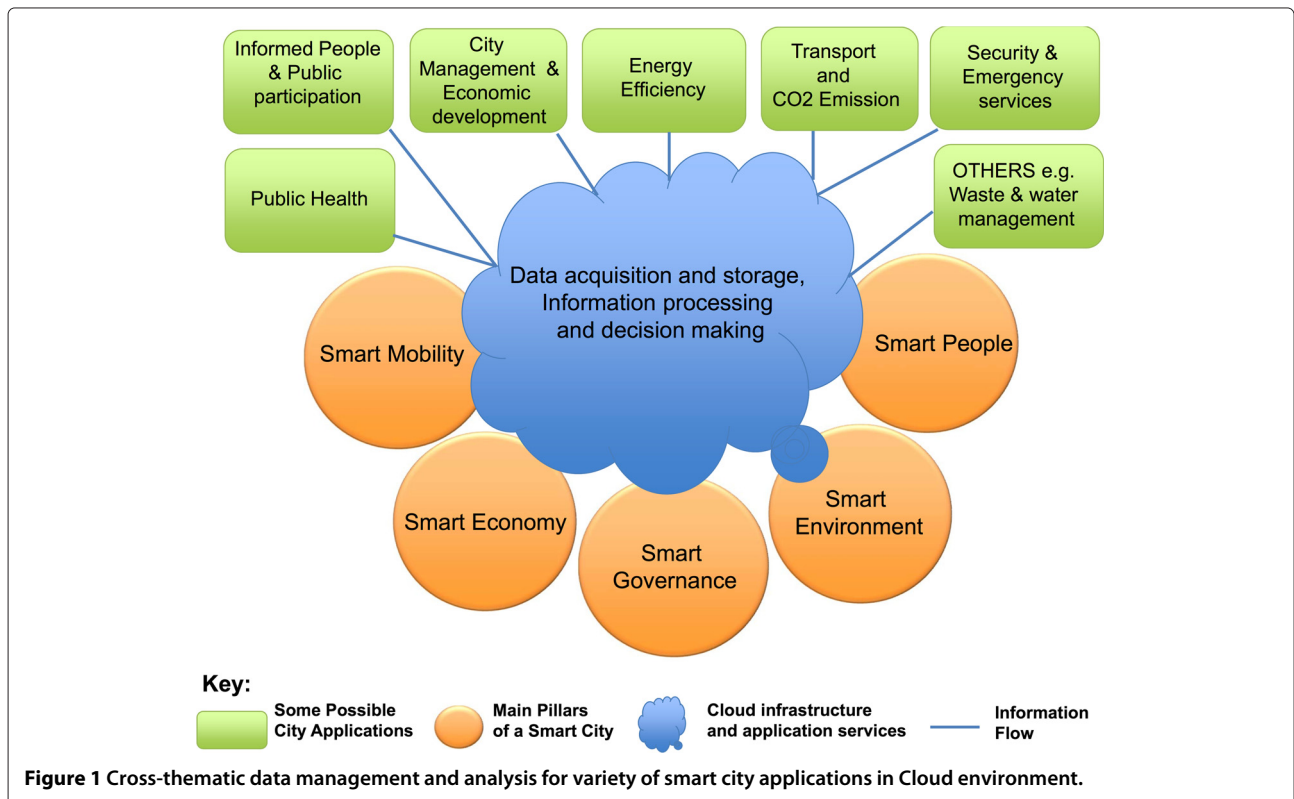 Informed People
& Public
participation
City
Management &
Economic
development
Energy
Efficiency
Transport
and
CO2 Emission
Security &
Emergency
services
Public Health
OTHERS e.g.
Waste & water
management
Data acquisition and storage,
Information processing
and decision making
Smart Mobility
Smart People
Smart Economy
Smart
Governance
Smart
Environment
Key:
Some Possible
City Applications
Main Pillars
of a Smart City
Cloud infrastructure
and application services
Information
Flow
Figure 1 Cross-thematic data management and analysis for variety of smart city applications in Cloud environment.